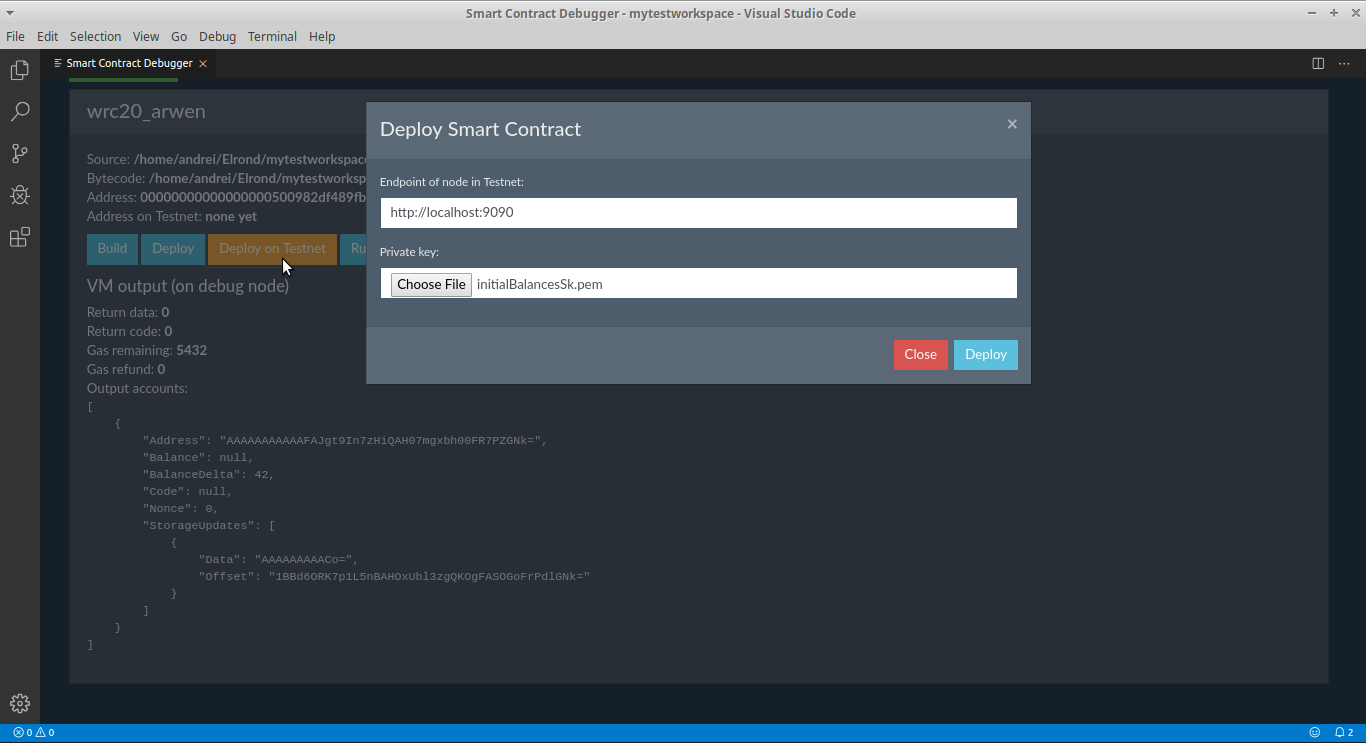 Smart Contract Debugger - mytestworkspace - Visual Studio Code
File Edit Selection View Go Debug Terminal Help
Smart Contract Debugger ×
wrc20_arwen
Source: /home/andrei/Elrond/mytestworkspace
Bytecode: /home/andrei/Elrond/mytestworksp
Address: 00000000000000000500982df489fb
Address on Testnet: none yet
Build Deploy Deploy on Testnet Ru
VM output (on debug node)
Return data: 0
Return code: 0
Gas remaining: 5432
Gas refund: 0
Output accounts:
[
{
"Address": "AAAAAAAAAAAFAJgt9In7zHiQAH07mgxbh00FR7PZGNk=",
"Balance": null,
"BalanceDelta": 42,
"Code": null,
"Nonce": 0,
"StorageUpdates": [
{
"Data": "AAAAAAAAACo=",
"Offset": "1BBd6ORK7p1L5nBAHOxUbl3zgQKOgFASOGoFrPdlGNk="
}
]
}
]
Deploy Smart Contract ×
Endpoint of node in Testnet:
http://localhost:9090
Private key:
Choose File initialBalancesSk.pem
Close Deploy
0 0 2